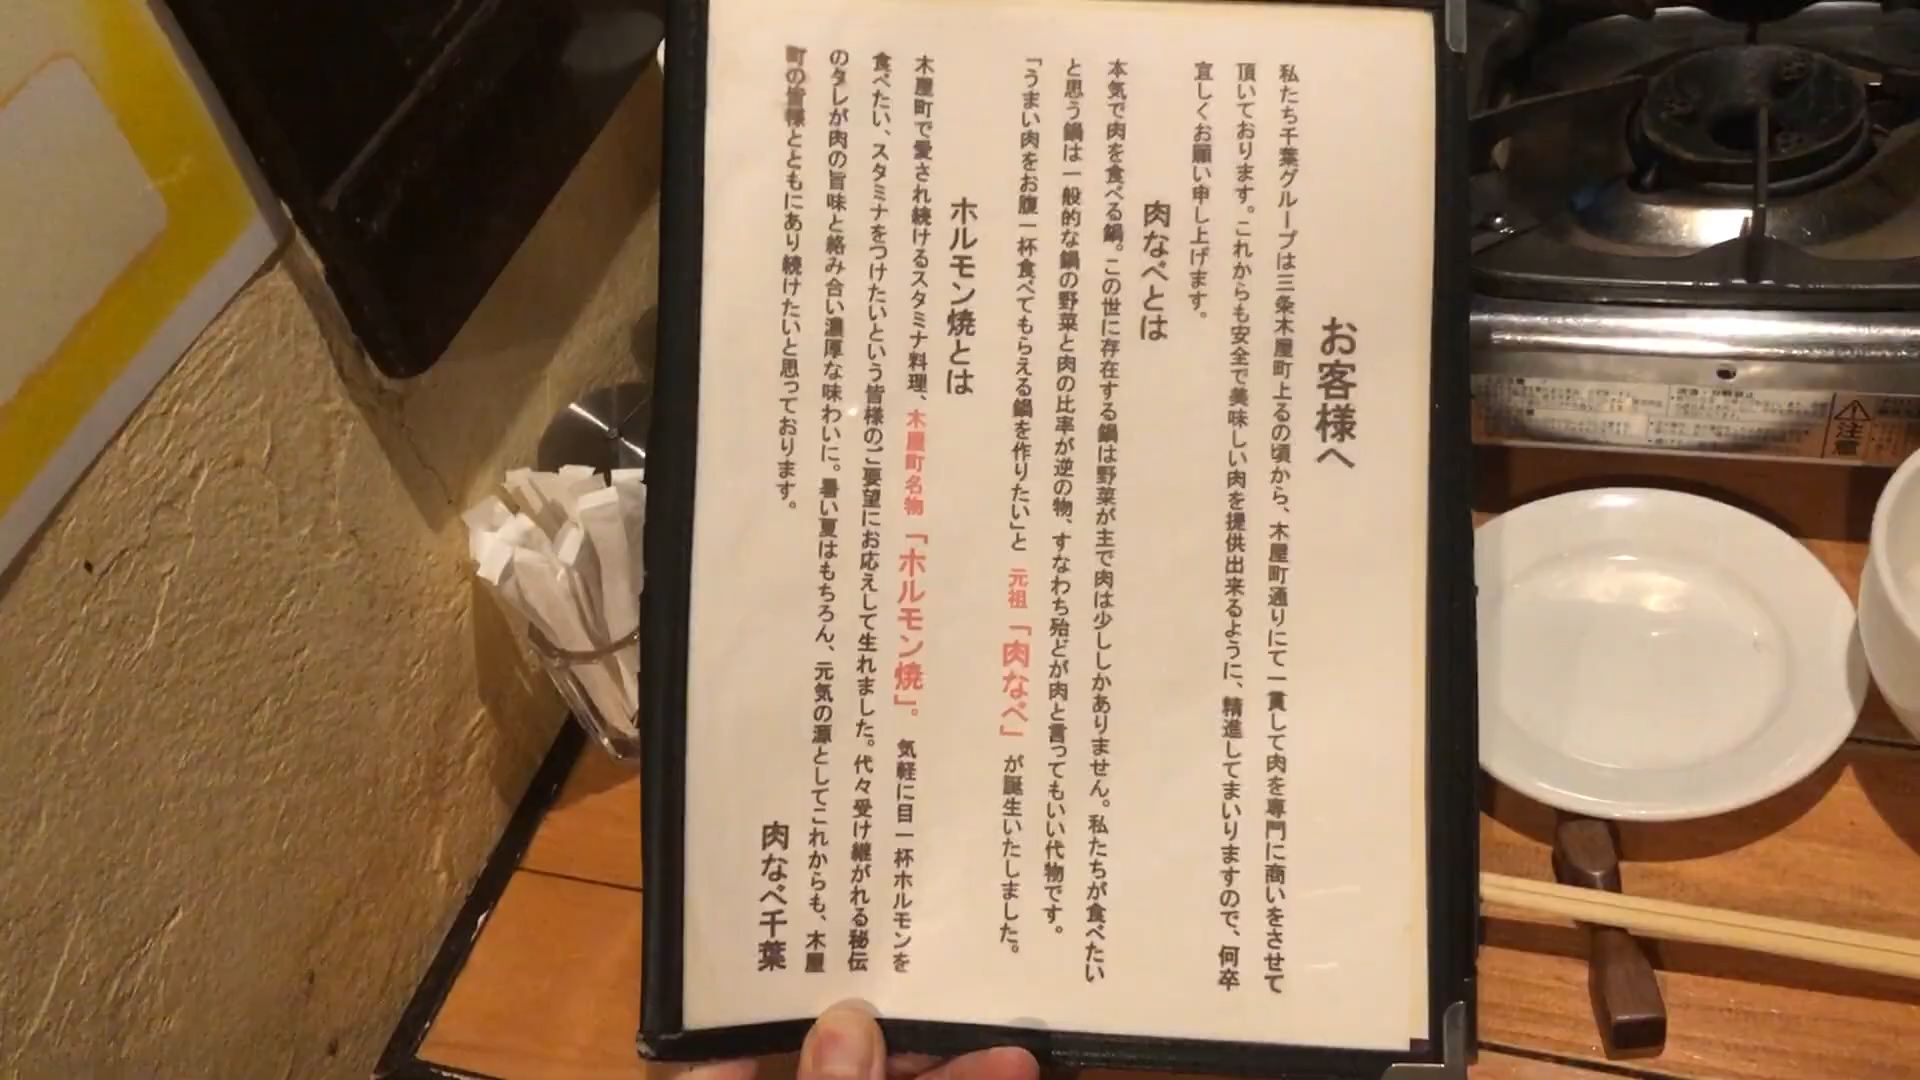 お客様へ
私たち千葉グループは三条木屋町上るの頃から、木屋町通りにて一貫して肉を専門に商いをさせて
頂いております。これからも安全で美味しい肉を提供出来るように、精進してまいりますので、何卒
宜しくお願い申し上げます。
肉なべとは
本気で肉を食べる鍋。この世に存在する鍋は野菜が主で肉は少ししかありません。私たちが食べたい
と思う鍋は一般的な鍋の野菜と肉の比率が逆の物、すなわち殆どが肉と言ってもいい代物です。
「うまい肉をお腹一杯食べてもらえる鍋を作りたい」と 元祖「肉なべ」 が誕生いたしました。
ホルモン焼とは
木屋町で愛され続けるスタミナ料理、木屋町名物「ホルモン焼」。 気軽に目一杯ホルモンを
食べたい、スタミナをつけたいという皆様のご要望にお応えして生れました。代々受け継がれる秘伝
のタレが肉の旨味と絡み合い濃厚な味わいに。暑い夏はもちろん、元気の源としてこれからも、木屋
町の皆様とともにあり続けたいと思っております。
肉なべ千葉
注意